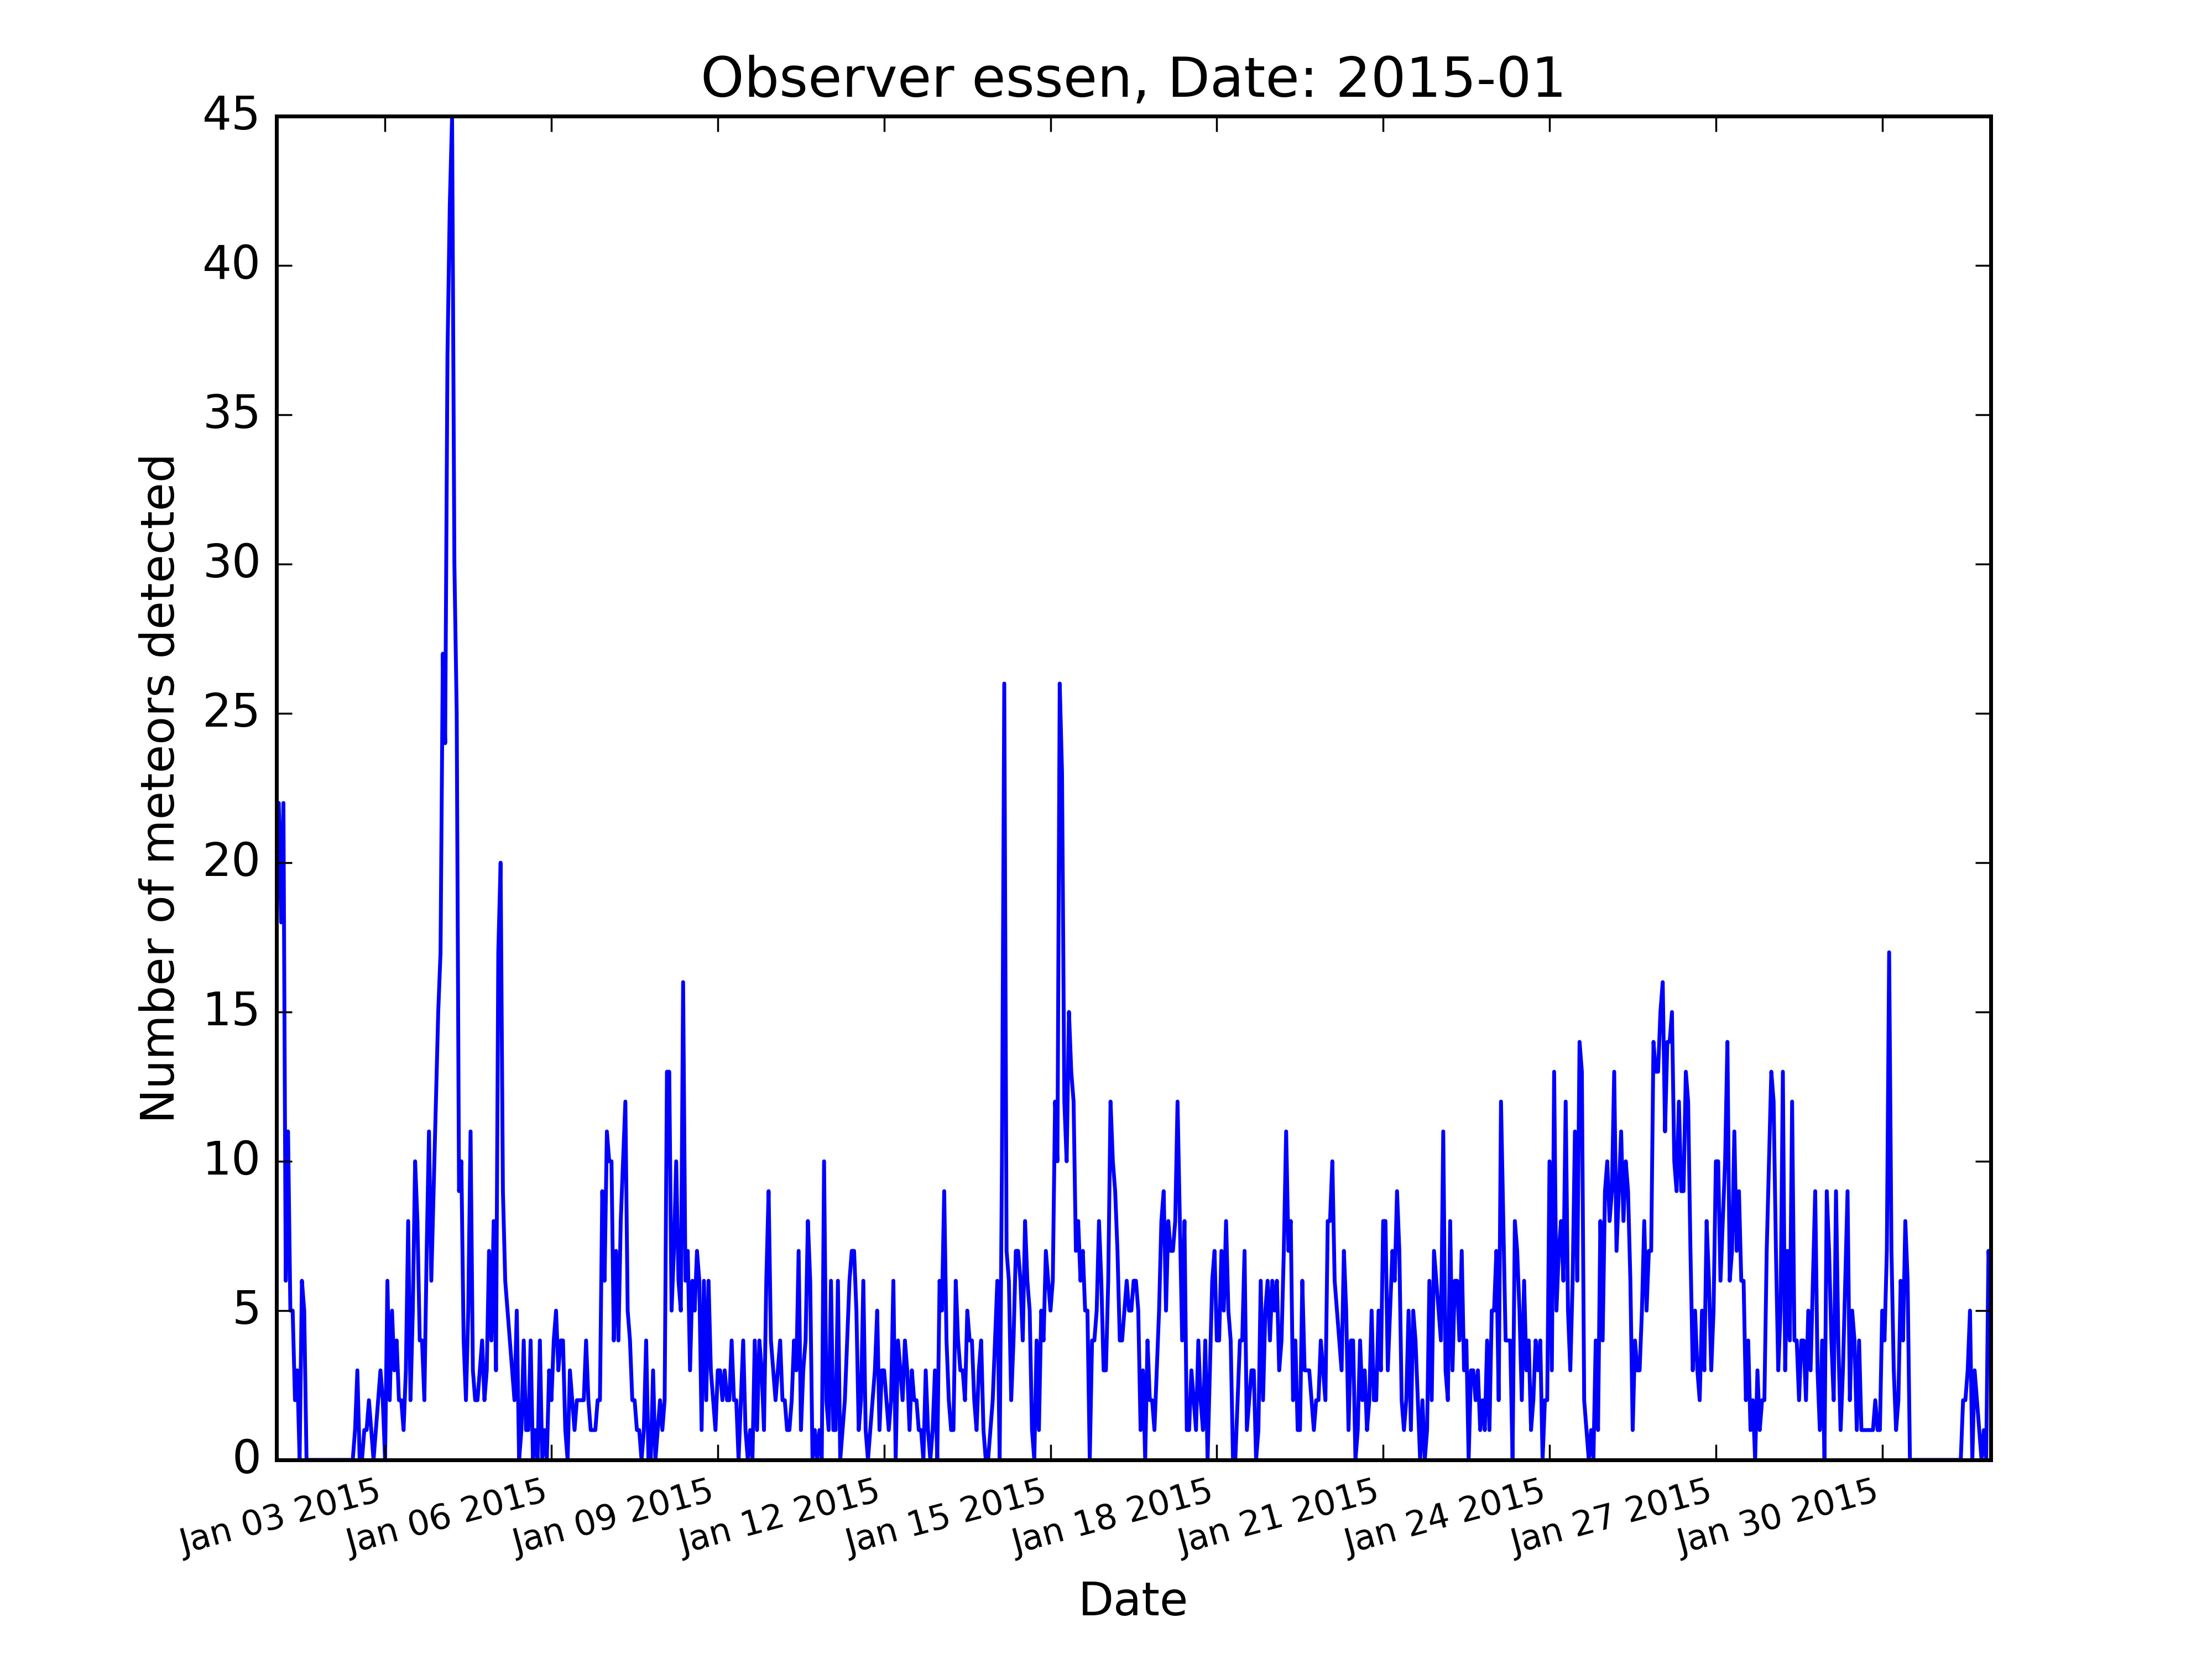 Observer essen, Date: 2015-01
Number of meteors detected
45
40
35
30
25
20
15
10
5
0
Jan 03 2015
Jan 06 2015
Jan 09 2015
Jan 12 2015
Jan 15 2015
Jan 18 2015
Jan 21 2015
Jan 24 2015
Jan 27 2015
Jan 30 2015
Date